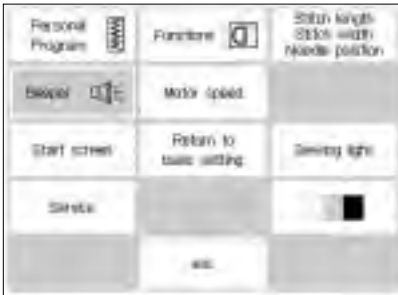 Personal
Program
Functions
Stitch length
Stitch width
Needle position
Beeper
Motor speed
Start screen
Return to
basic setting
Sewing light
Service
esc